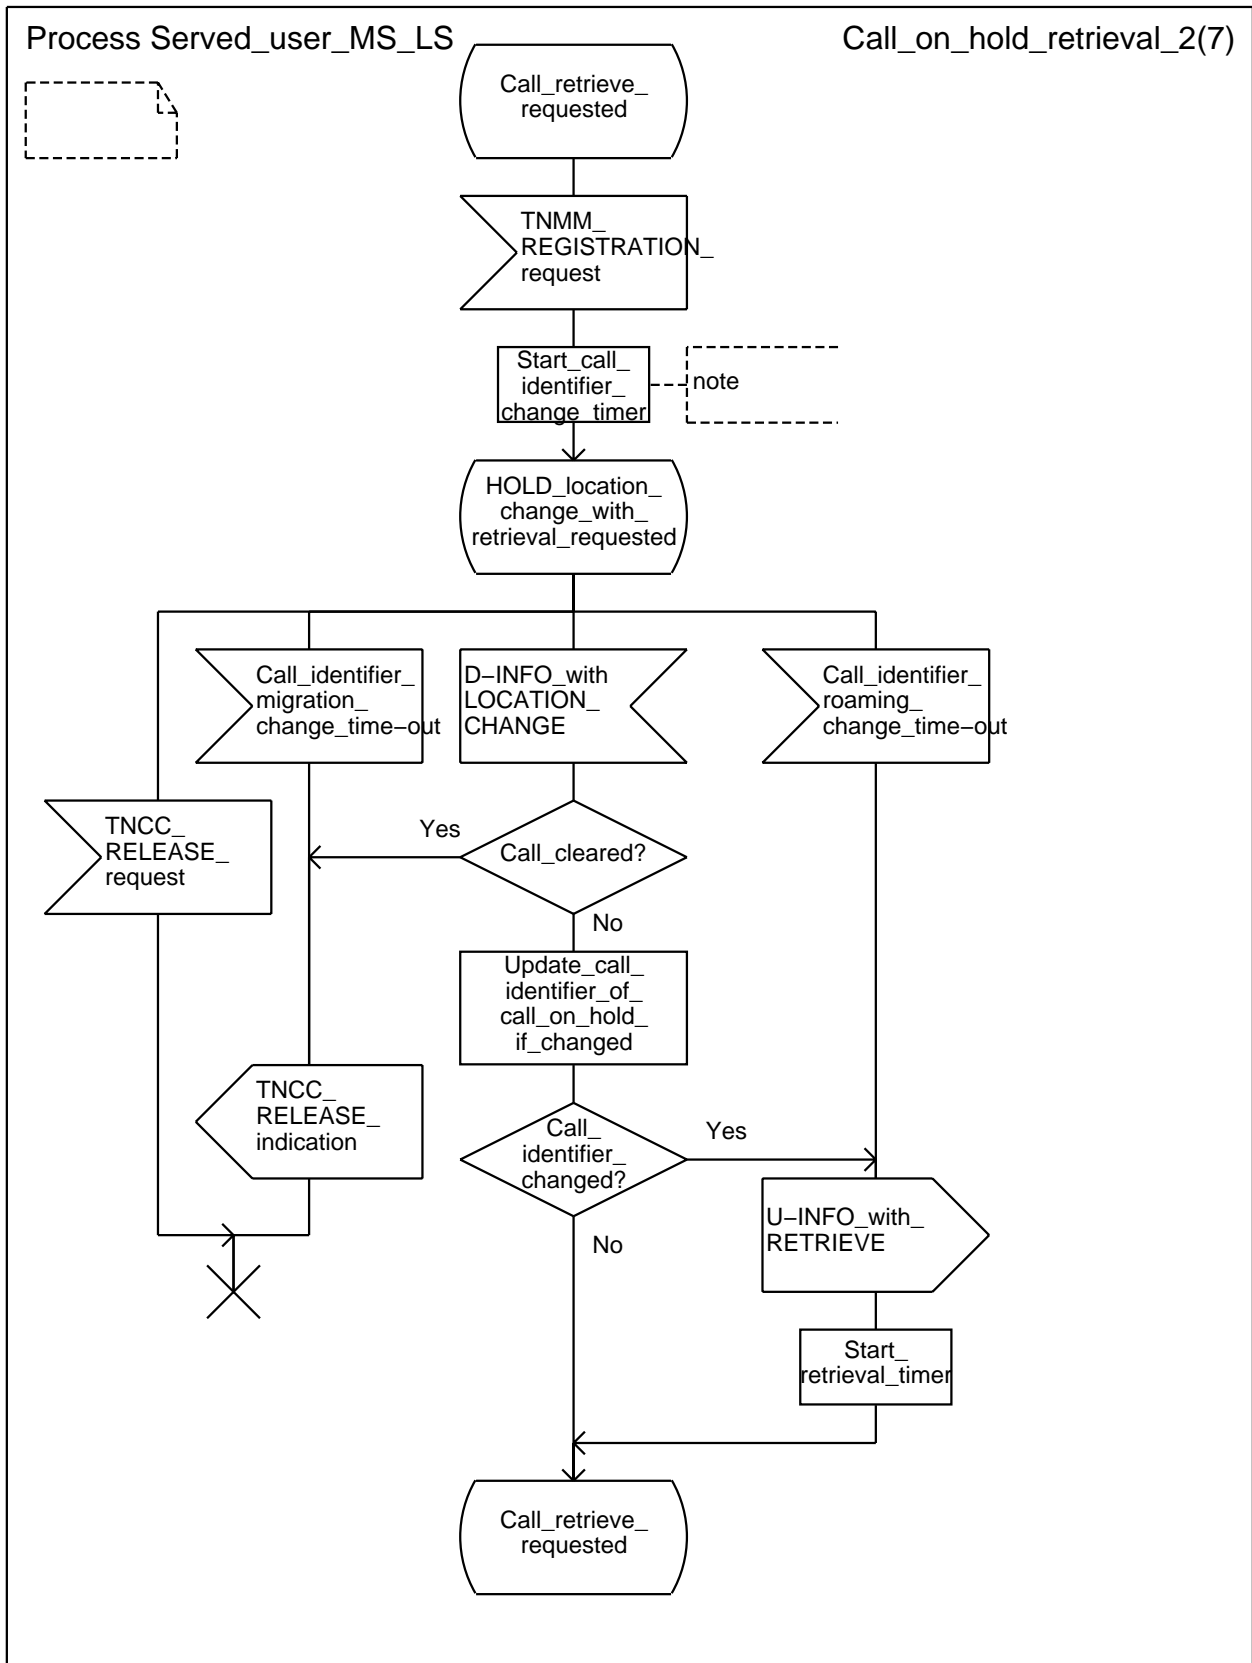 Process Served_user_MS_LS
Call_on_hold_retrieval_2(7)
Call_retrieve_
requested
TNMM_
REGISTRATION_
request
Start_call_
identifier_
change_timer
note
HOLD_location_
change_with_
retrieval_requested
Call_identifier_
migration_
change_time−out
D−INFO_with
LOCATION_
CHANGE
Call_identifier_
roaming_
change_time−out
TNCC_
RELEASE_
request
Yes
Call_cleared?
No
Update_call_
identifier_of_
call_on_hold_
if_changed
TNCC_
RELEASE_
indication
Call_
identifier_
changed?
Yes
No
U−INFO_with_
RETRIEVE
Start_
retrieval_timer
Call_retrieve_
requested